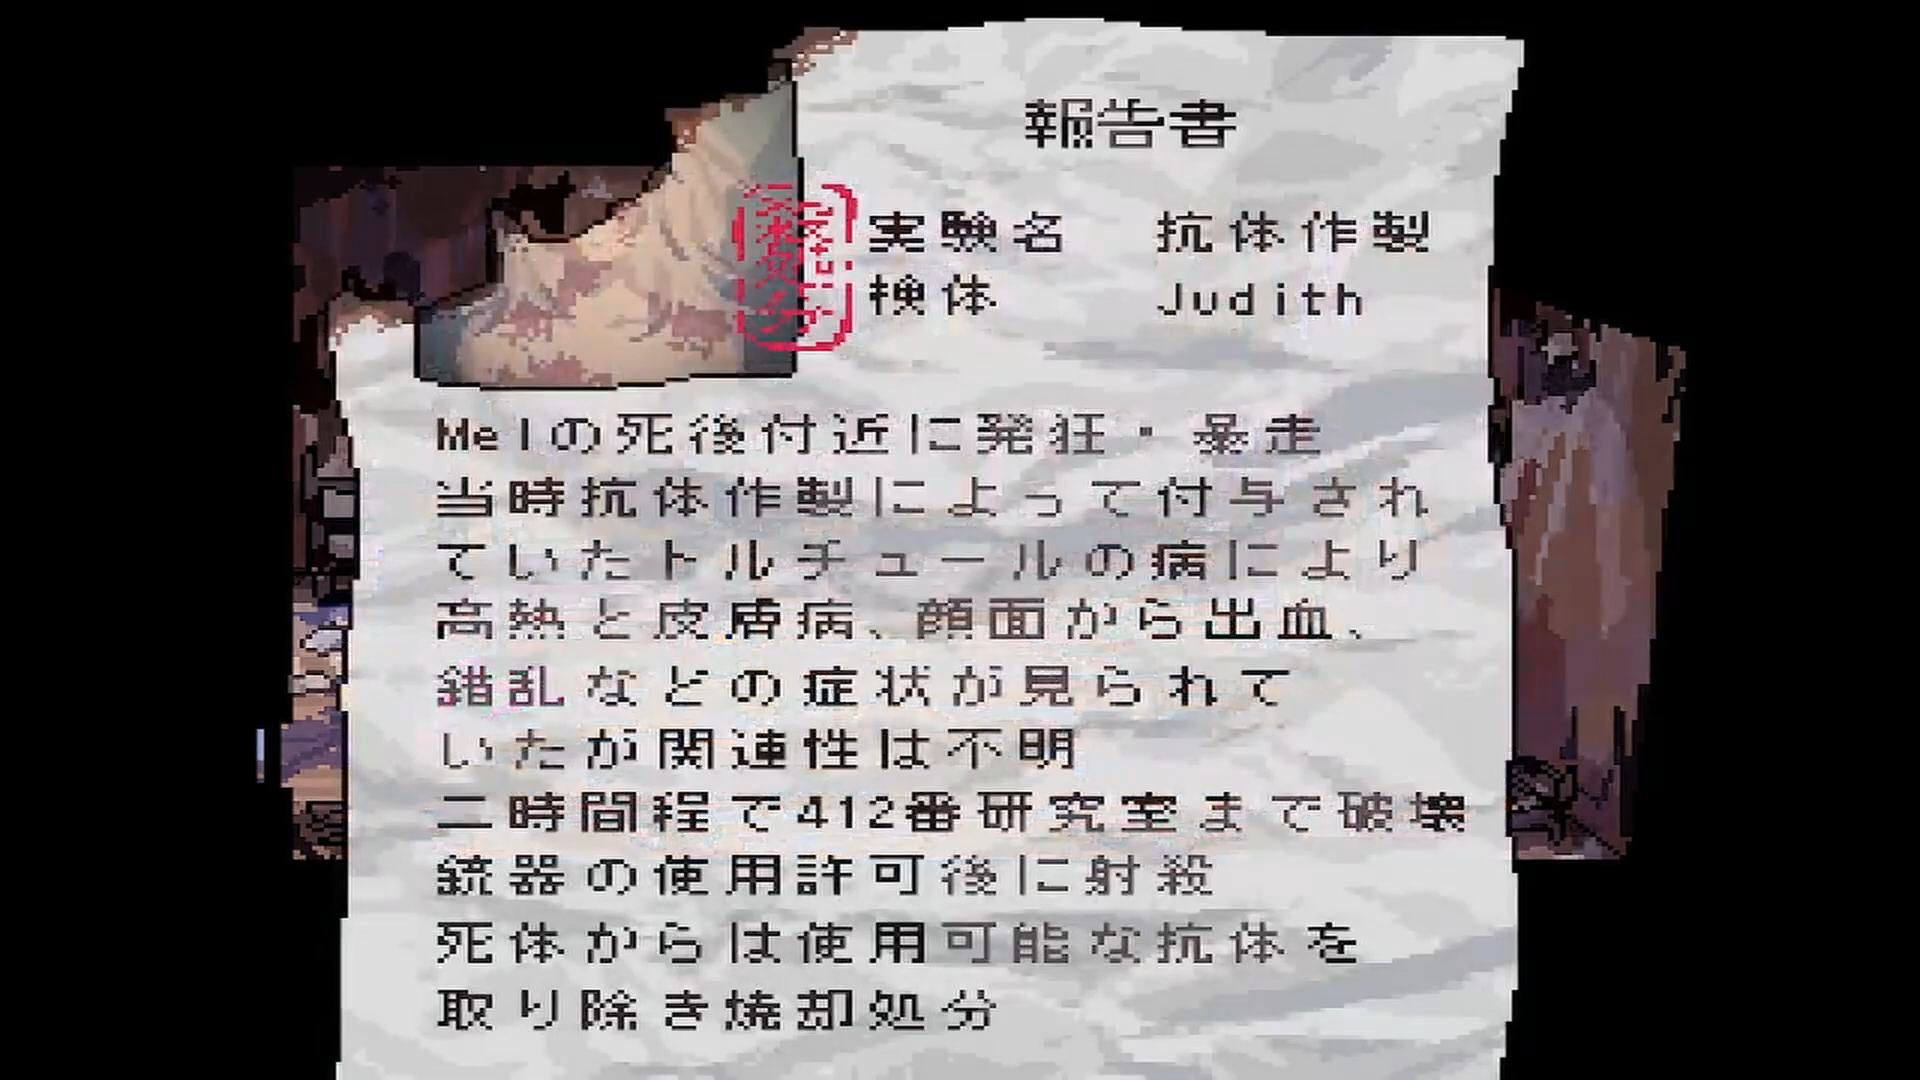 報告書
実験名　抗体作製
検体　Judith
Melの死後付近に発狂・暴走
当時抗体作製によって付与され
ていたトルチュールの病により
高熱と皮膚病、顔面から出血、
錯乱などの症状が見られて
いたが関連性は不明
二時間程で412番研究室まで破壊
銃器の使用許可後に射殺
死体からは使用可能な抗体を
取り除き焼却処分